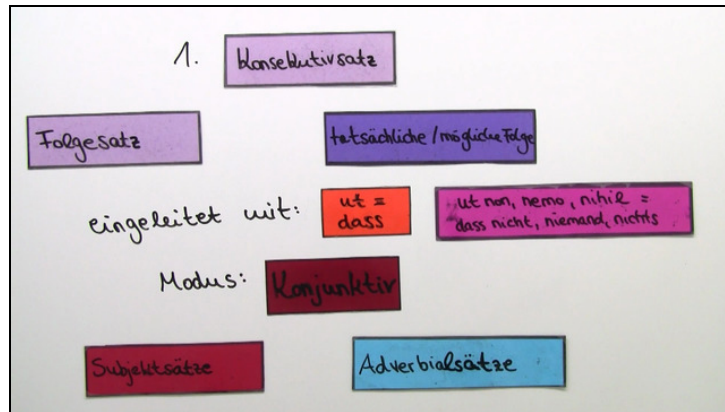 1. Konsekutivsatz
Folgesatz tatsächliche/mögliche Folge
eingeleitet mit: ut = dass
ut non, nemo, nihil =
dass nicht, niemand, nichts
Modus: Konjunktiv
Subjektsätze Adverbialsätze